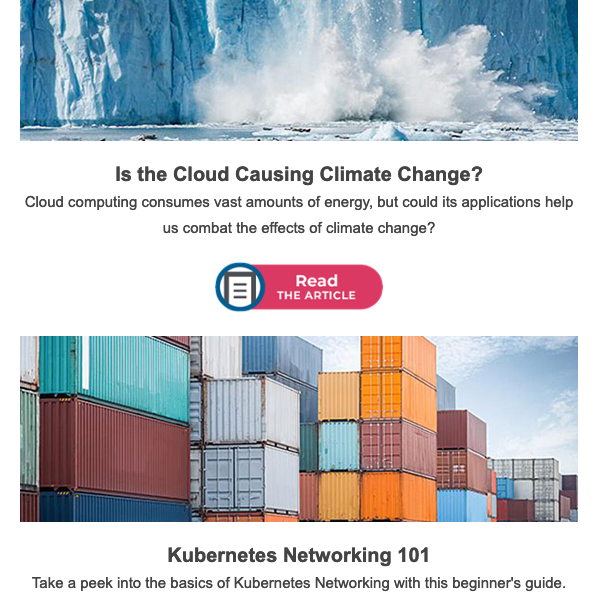 Is the Cloud Causing Climate Change?
Cloud computing consumes vast amounts of energy, but could its applications help
us combat the effects of climate change?
Read
THE ARTICLE
Kubernetes Networking 101
Take a peek into the basics of Kubernetes Networking with this beginner's guide.